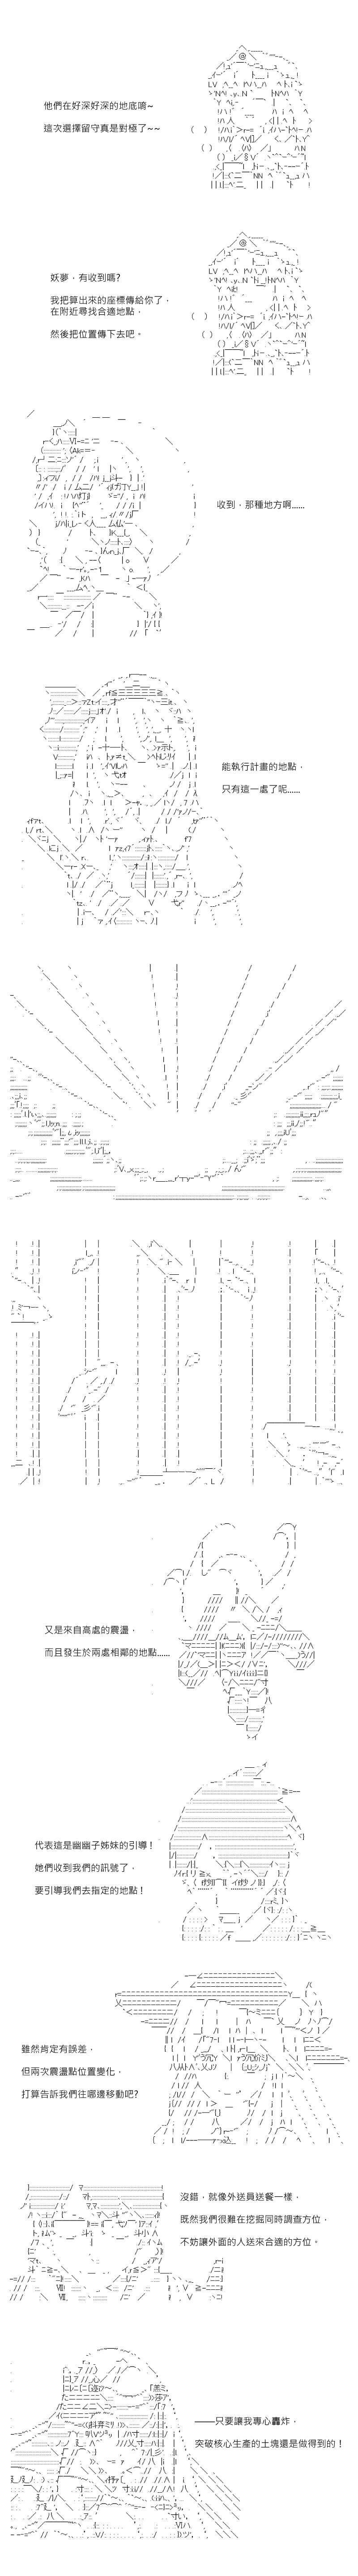 他們在好深好深的地底喃~
這次選擇留守真是對極了~~
妖夢,有收到嗎?
我把算出來的座標傳給你了,
在附近尋找合適地點,
然後把位置傳下去吧。
收到,那種地方啊......
能執行計畫的地點,
只有這一處了呢......
又是來自高處的震盪,
而且發生於兩處相鄰的地點......
代表這是幽幽子姊妹的引導!
她們收到我們的訊號了,
要引導我們去指定的地點!
雖然肯定有誤差,
但兩次震盪點位置變化,
打算告訴我們往哪邊移動吧?
沒錯,就像外送員送餐一樣,
既然我們很難在挖掘同時調查方位,
不妨讓外面的人送來合適的方位。
——只要讓我專心轟炸,
突破核心生產的土塊還是做得到的!